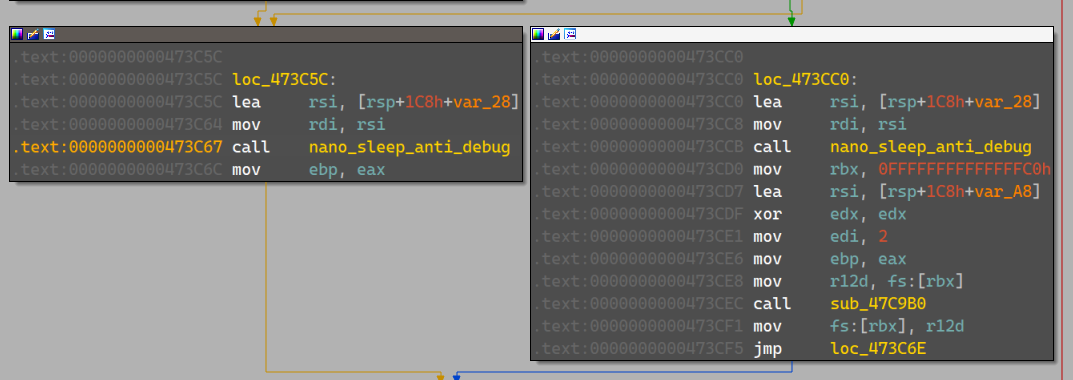 .text:0000000000473C5C
.text:0000000000473C5C loc_473C5C:
.text:0000000000473C5C lea rsi, [rsp+1C8h+var_28]
.text:0000000000473C64 mov rdi, rsi
.text:0000000000473C67 call nano_sleep_anti_debug
.text:0000000000473C6C mov ebp, eax
.text:0000000000473CC0
.text:0000000000473CC0 loc_473CC0:
.text:0000000000473CC0 lea rsi, [rsp+1C8h+var_28]
.text:0000000000473CC8 mov rdi, rsi
.text:0000000000473CCB call nano_sleep_anti_debug
.text:0000000000473CD0 mov rbx, 0FFFFFFFFFFFFFFC0h
.text:0000000000473CD7 lea rsi, [rsp+1C8h+var_A8]
.text:0000000000473CDF xor edx, edx
.text:0000000000473CE1 mov edi, 2
.text:0000000000473CE6 mov ebp, eax
.text:0000000000473CE8 mov r12d, fs:[rbx]
.text:0000000000473CEC call sub_47C9B0
.text:0000000000473CF1 mov fs:[rbx], r12d
.text:0000000000473CF5 jmp loc_473C6E